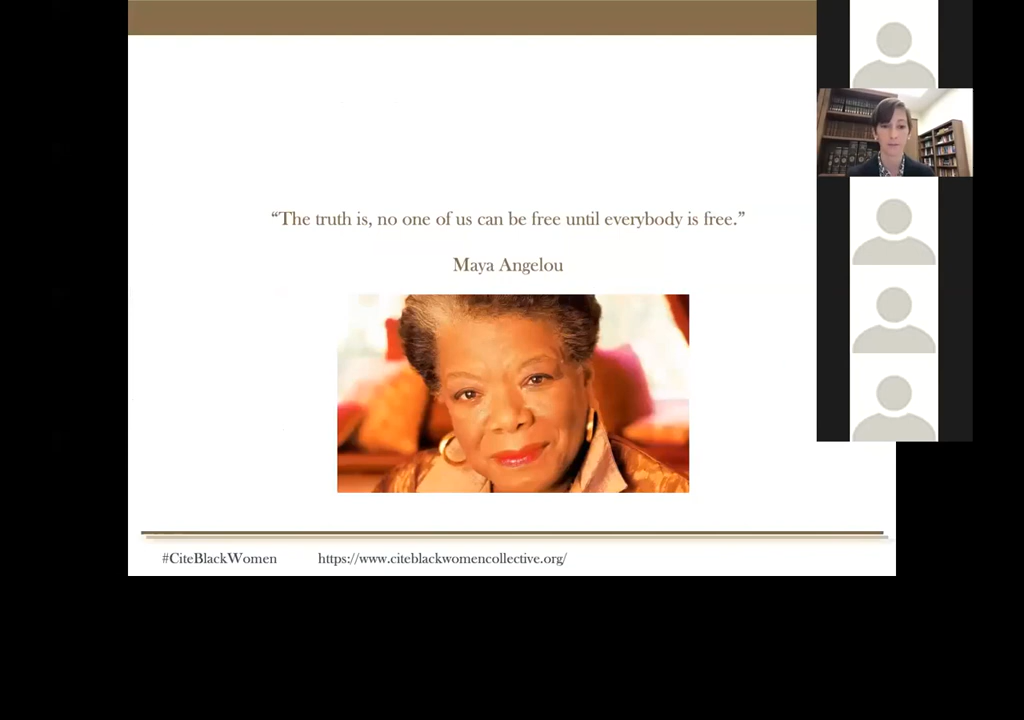 “The truth is, no one of us can be free until everybody is free.”
Maya Angelou
#CiteBlackWomen https://www.citeblackwomencollective.org/